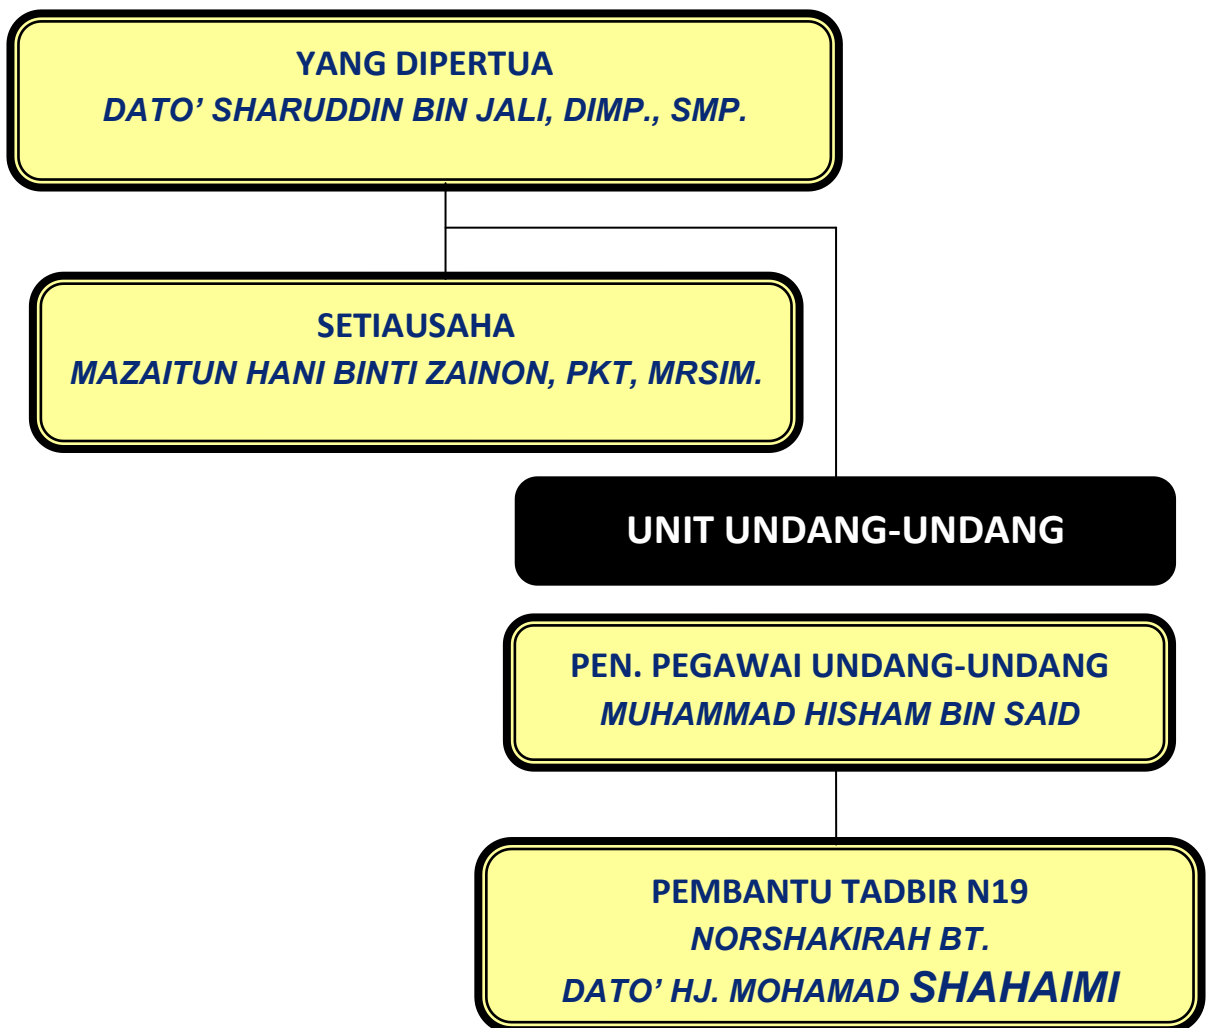 YANG DIPERTUA
DATO’ SHARUDDIN BIN JALI, DIMP., SMP.
SETIAUSAHA
MAZAITUN HANI BINTI ZAINON, PKT, MRSIM.
UNIT UNDANG-UNDANG
PEN. PEGAWAI UNDANG-UNDANG
MUHAMMAD HISHAM BIN SAID
PEMBANTU TADBIR N19
NORSHAKIRAH BT.
DATO’ HJ. MOHAMAD SHAHAIMI